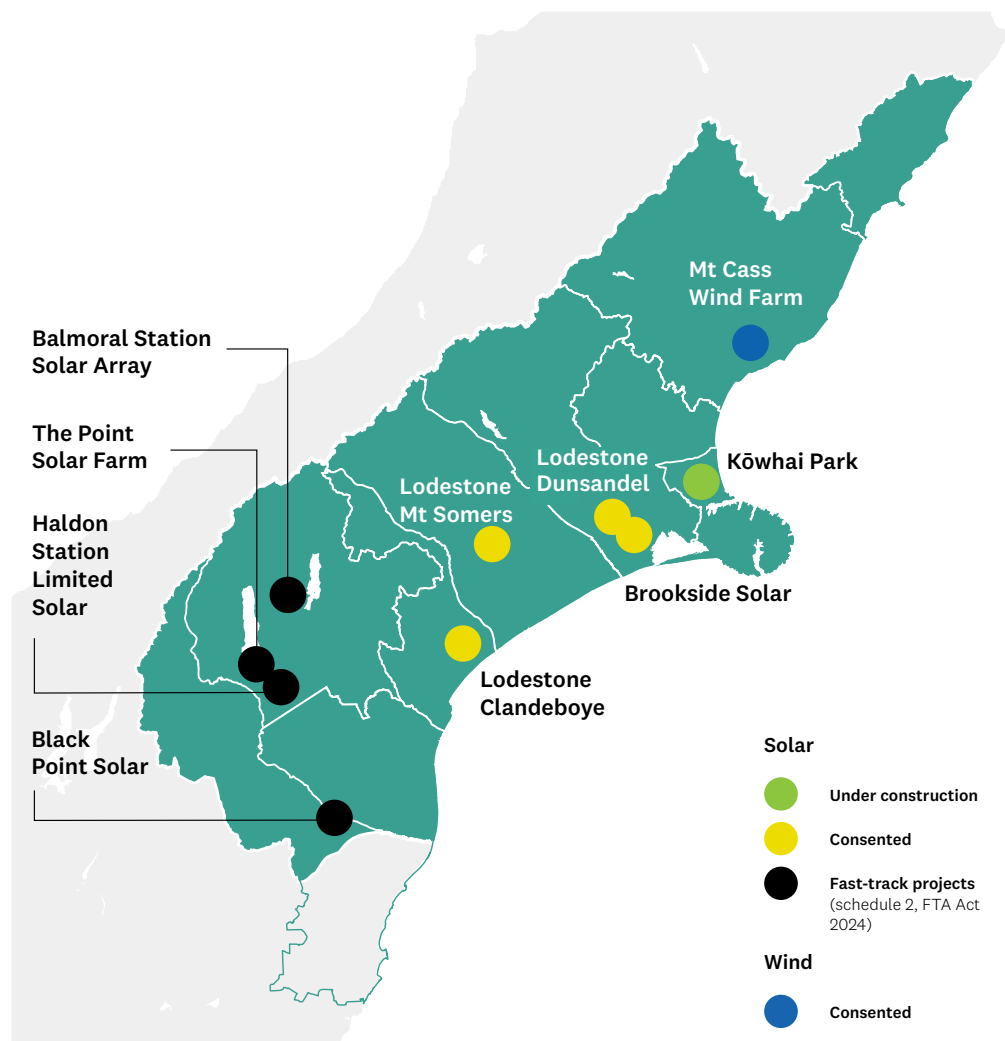 Mt Cass
Wind Farm
Balmoral Station
Solar Array
The Point
Solar Farm
Haldon
Station
Limited
Solar
Black
Point Solar
Lodestone
Mt Somers
Lodestone
Dunsandel
Kōwhai Park
Brookside Solar
Lodestone
Clandeboye
Solar
Under construction
Consented
Fast-track projects
(schedule 2, FTA Act
2024)
Wind
Consented